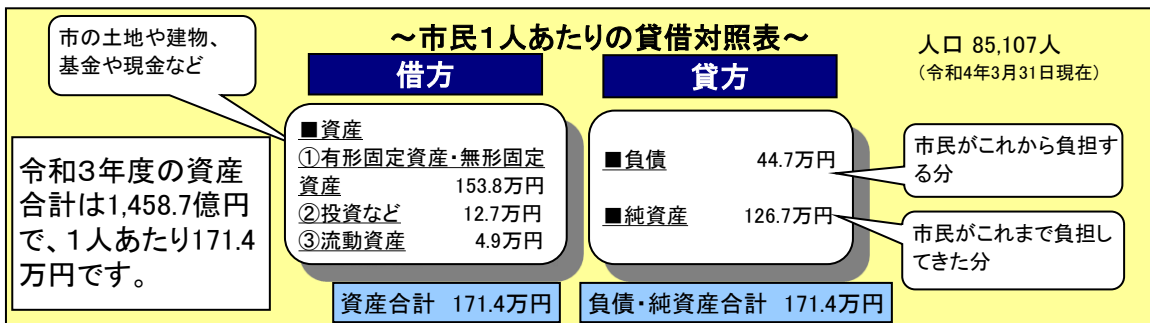 ～市民１人あたりの貸借対照表～
人口 85,107人
（令和4年3月31日現在）
市の土地や建物、
基金や現金など
借方
貸方
令和３年度の資産
合計は1,458.7億円
で、１人あたり171.4
万円です。
■資産
①有形固定資産・無形固定
資産 153.8万円
②投資など 12.7万円
③流動資産 4.9万円
資産合計 171.4万円
■負債 44.7万円
■純資産 126.7万円
負債・純資産合計 171.4万円
市民がこれから負担す
る分
市民がこれまで負担し
てきた分